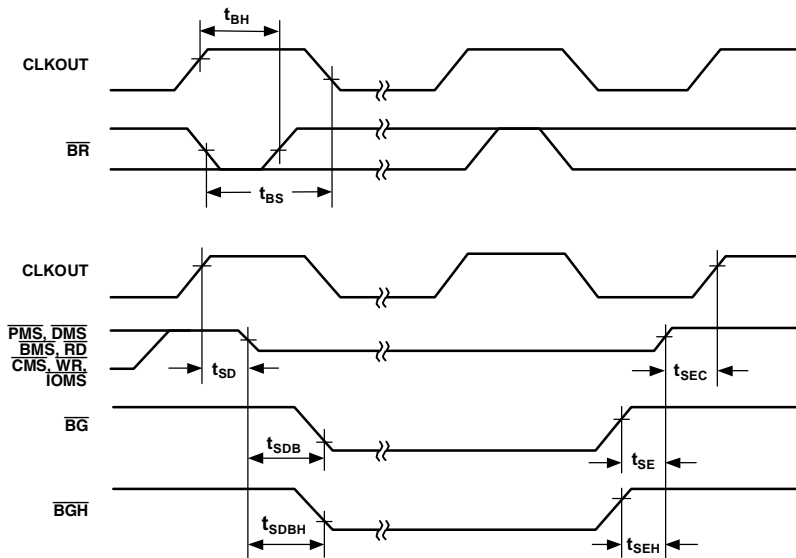 tBH
CLKOUT
BR
tBS
CLKOUT
PMS, DMS
BMS, RD
CMS, WR,
IOMS
tSD
tSEC
BG
tSDB
tSE
BGH
tSDBH
tSEH